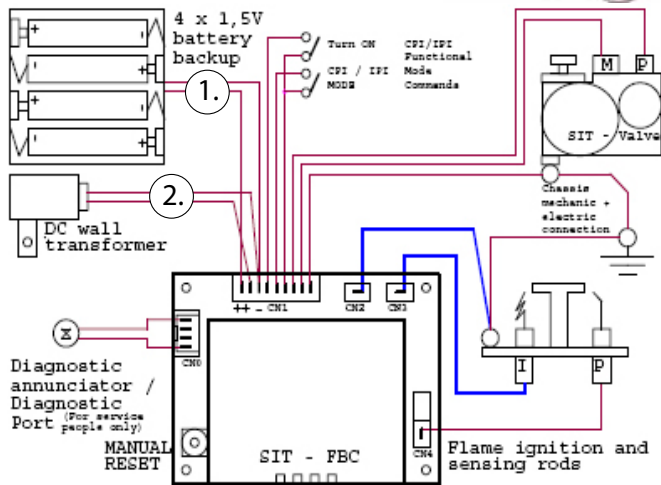 4 x 1,5V
battery
backup
1.
Turn ON
CPI / IPI
MODE
CPI/IPI
Functional
Mode
Commands
M P
SIT - Valve
2.
DC wall
transformer
Chassis
mechanic +
electric
connection
++ - CN1
CN2
CN3
CN0
Diagnostic
annunciator /
Diagnostic
Port (For service
people only)
MANUAL
RESET
SIT - FBC
CN4
I P
Flame ignition and
sensing rods